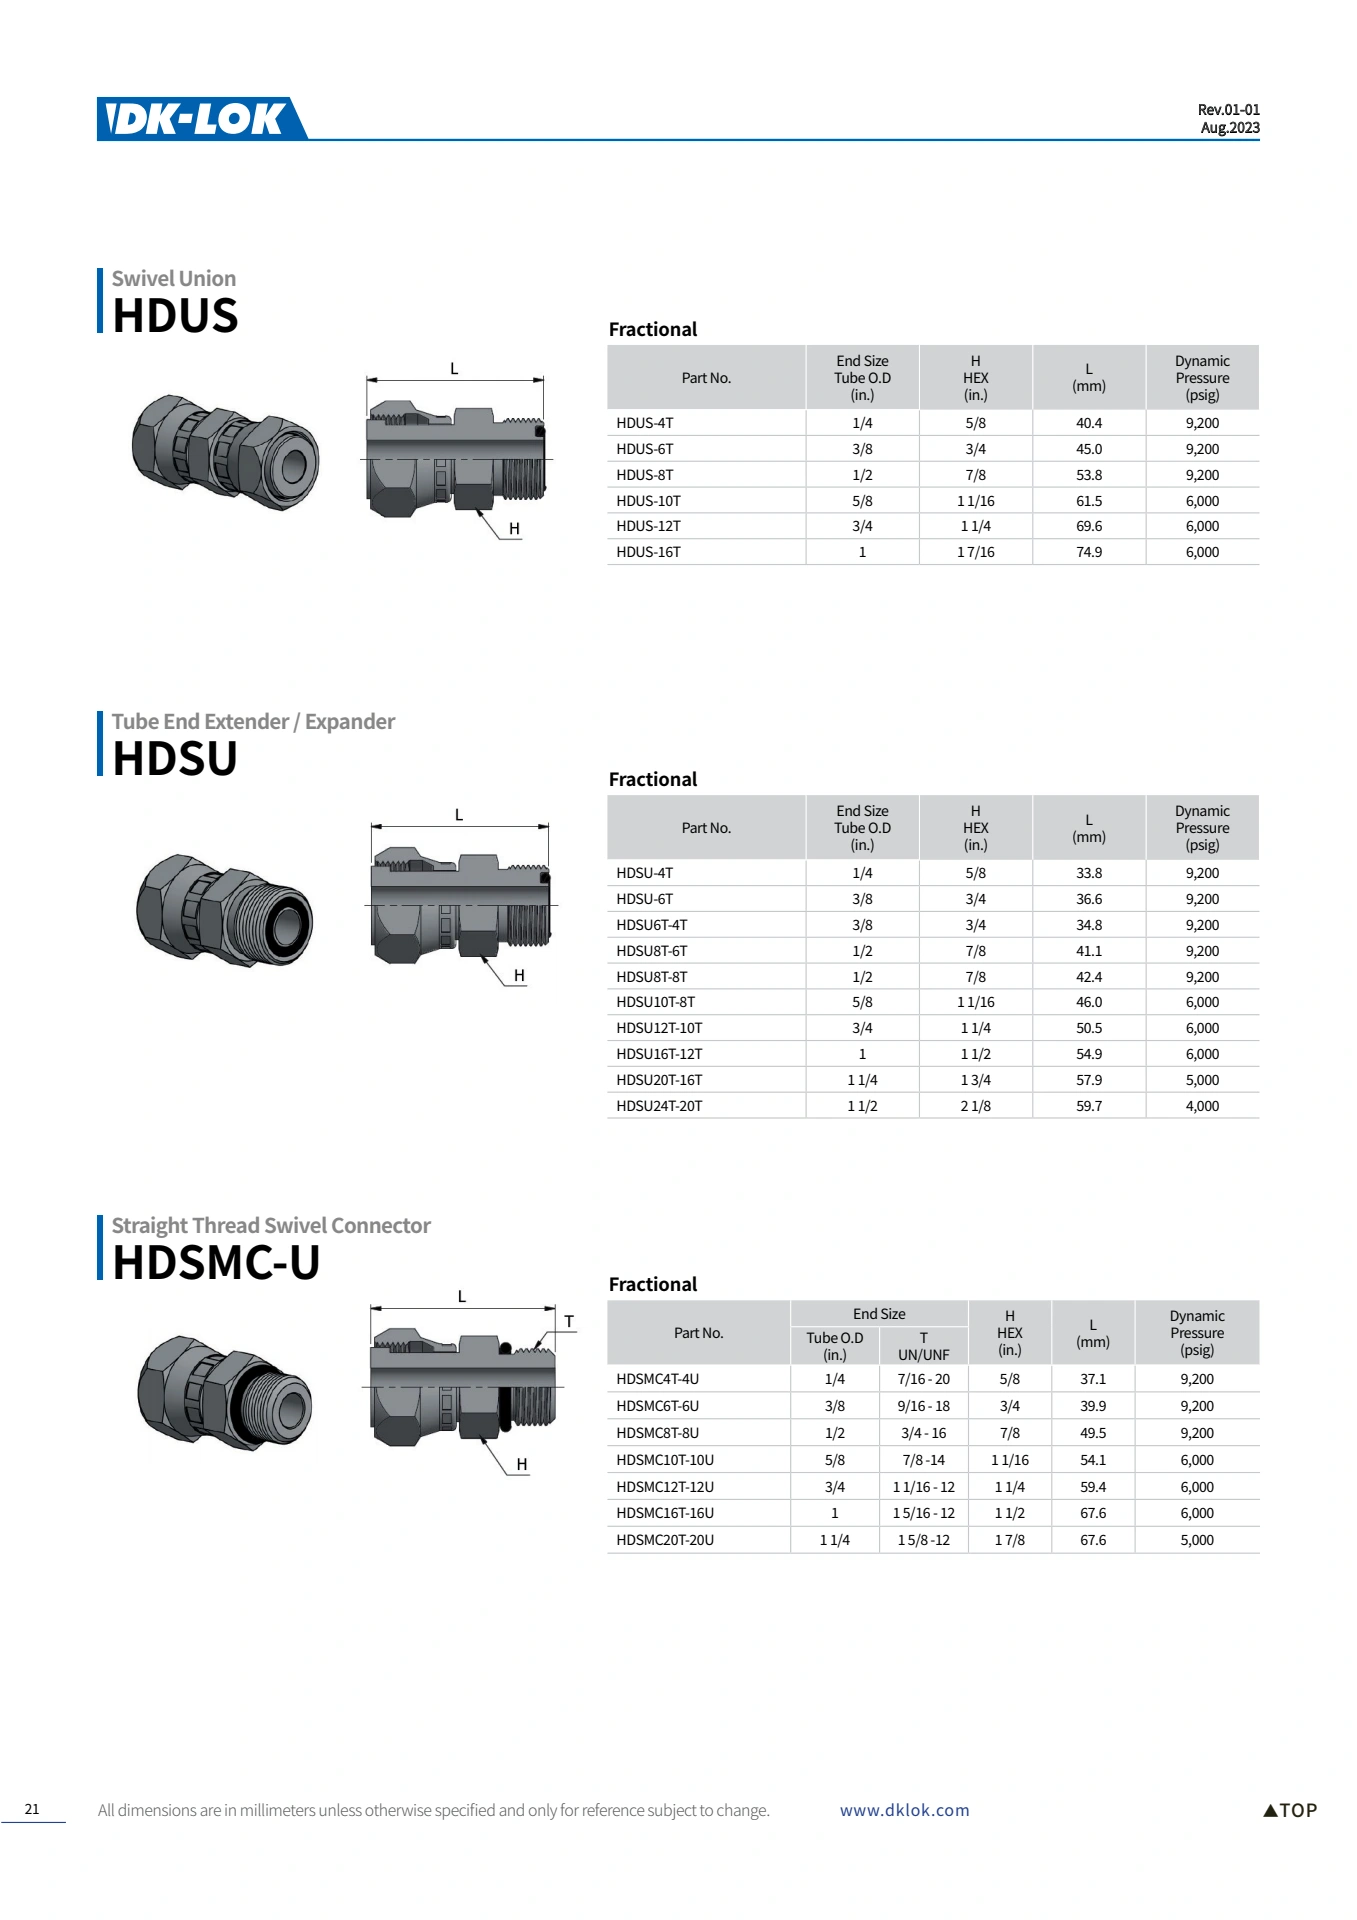 DK-LOK
Rev.01-01
Aug.2023
Swivel Union
HDUS
L
H
Fractional
Part No. End Size Tube O.D (in.) H HEX (in.) L (mm) Dynamic Pressure (psig)
HDUS-4T 1/4 5/8 40.4 9,200
HDUS-6T 3/8 3/4 45.0 9,200
HDUS-8T 1/2 7/8 53.8 9,200
HDUS-10T 5/8 1 1/16 61.5 6,000
HDUS-12T 3/4 1 1/4 69.6 6,000
HDUS-16T 1 1 7/16 74.9 6,000
Tube End Extender / Expander
HDSU
L
H
Fractional
Part No. End Size Tube O.D (in.) H HEX (in.) L (mm) Dynamic Pressure (psig)
HDSU-4T 1/4 5/8 33.8 9,200
HDSU-6T 3/8 3/4 36.6 9,200
HDSU6T-4T 3/8 3/4 34.8 9,200
HDSU8T-6T 1/2 7/8 41.1 9,200
HDSU8T-8T 1/2 7/8 42.4 9,200
HDSU10T-8T 5/8 1 1/16 46.0 6,000
HDSU12T-10T 3/4 1 1/4 50.5 6,000
HDSU16T-12T 1 1 1/2 54.9 6,000
HDSU20T-16T 1 1/4 1 3/4 57.9 5,000
HDSU24T-20T 1 1/2 2 1/8 59.7 4,000
Straight Thread Swivel Connector
HDSMC-U
L
T
H
Fractional
Part No. End Size Tube O.D (in.) T UN/UNF H HEX (in.) L (mm) Dynamic Pressure (psig)
HDSMC4T-4U 1/4 7/16 - 20 5/8 37.1 9,200
HDSMC6T-6U 3/8 9/16 - 18 3/4 39.9 9,200
HDSMC8T-8U 1/2 3/4 - 16 7/8 49.5 9,200
HDSMC10T-10U 5/8 7/8 -14 1 1/16 54.1 6,000
HDSMC12T-12U 3/4 1 1/16 - 12 1 1/4 59.4 6,000
HDSMC16T-16U 1 1 5/16 - 12 1 1/2 67.6 6,000
HDSMC20T-20U 1 1/4 1 5/8 -12 1 7/8 67.6 5,000
21 All dimensions are in millimeters unless otherwise specified and only for reference subject to change. www.dklok.com ▲TOP